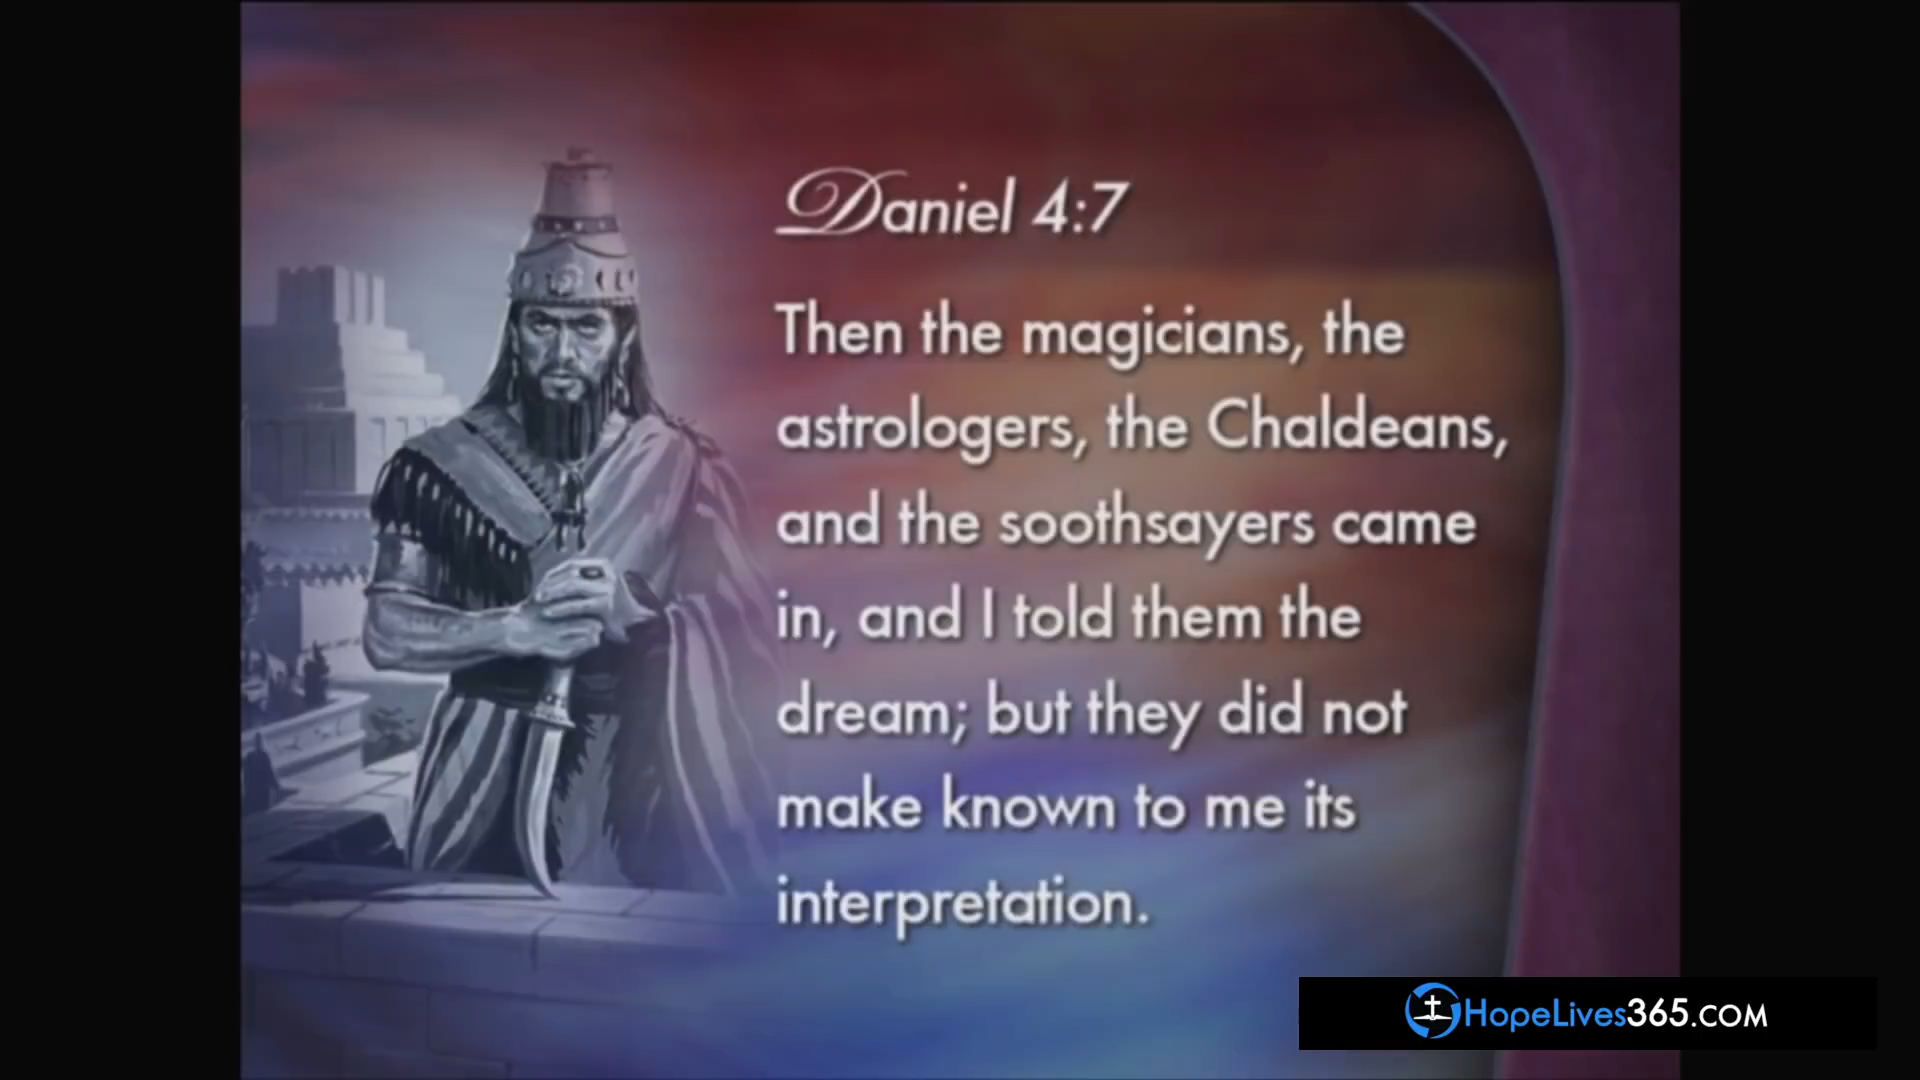 Daniel 4:7
Then the magicians, the
astrologers, the Chaldeans,
and the soothsayers came
in, and I told them the
dream; but they did not
make known to me its
interpretation.
HopeLives365.COM